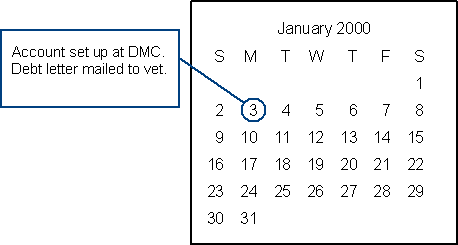 Account set up at DMC.
Debt letter mailed to vet.
January 2000
S M T W T F S
1
2 3 4 5 6 7 8
9 10 11 12 13 14 15
16 17 18 19 20 21 22
23 24 25 26 27 28 29
30 31